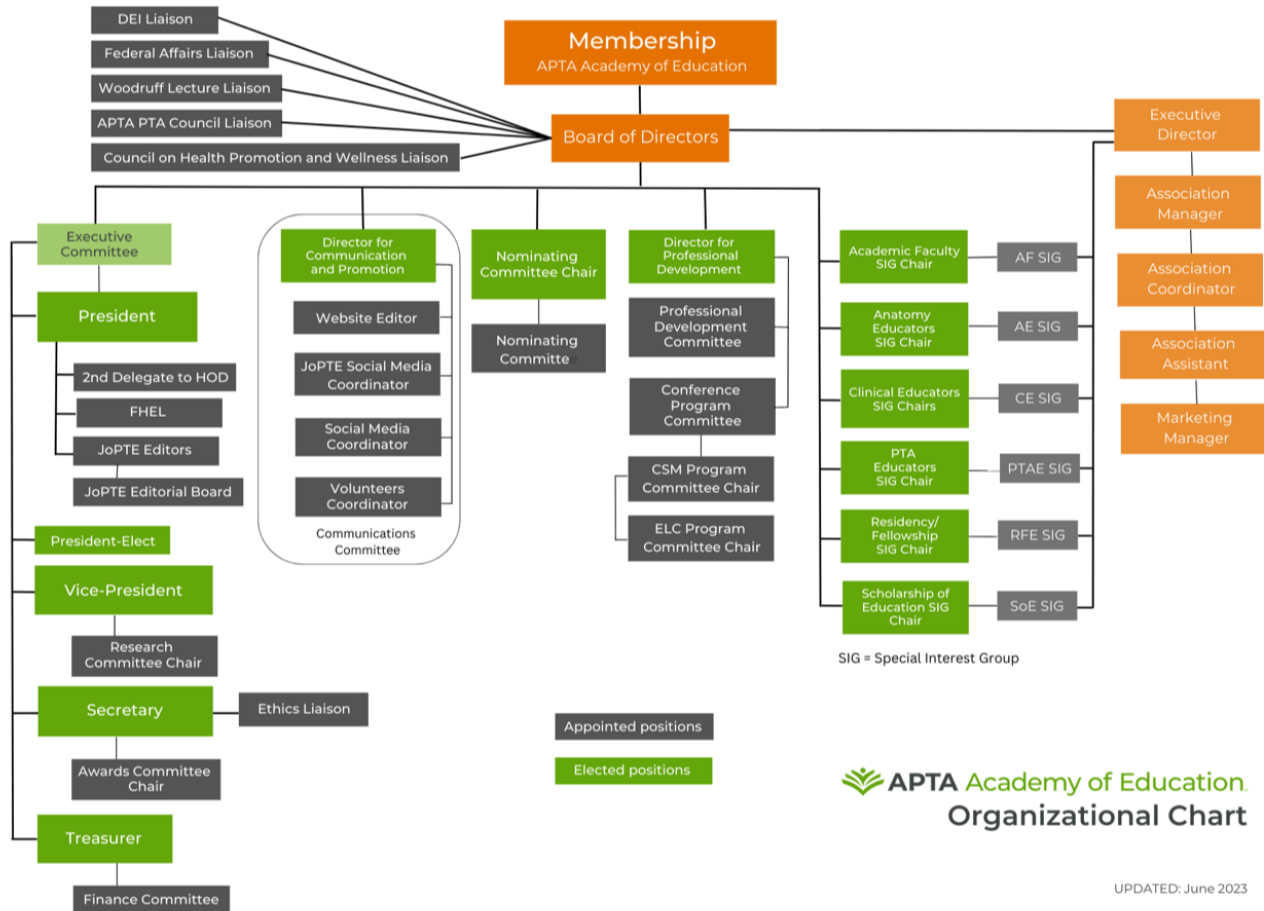 DEI Liaison
Federal Affairs Liaison
Woodruff Lecture Liaison
APTA PTA Council Liaison
Council on Health Promotion and Wellness Liaison
Membership
APTA Academy of Education
Board of Directors
Executive
Director
Association
Manager
Association
Coordinator
Association
Assistant
Marketing
Manager
Executive
Committee
President
2nd Delegate to HOD
FHEL
JoPTE Editors
JoPTE Editorial Board
President-Elect
Vice-President
Research
Committee Chair
Secretary
Ethics Liaison
Awards Committee
Chair
Treasurer
Finance Committee
Director for
Communication
and Promotion
Website Editor
JoPTE Social Media
Coordinator
Social Media
Coordinator
Volunteers
Coordinator
Communications
Committee
Nominating
Committee Chair
Nominating
Committee
Director for
Professional
Development
Professional
Development
Committee
Conference
Program
Committee
CSM Program
Committee Chair
ELC Program
Committee Chair
Academic Faculty
SIG Chair
AF SIG
Anatomy
Educators
SIG Chair
AE SIG
Clinical Educators
SIG Chairs
CE SIG
PTA
Educators
SIG Chair
PTAE SIG
Residency/
Fellowship
SIG Chair
RFE SIG
Scholarship of
Education SIG
Chair
SoE SIG
SIG = Special Interest Group
Appointed positions
Elected positions
APTA Academy of Education.
Organizational Chart
UPDATED: June 2023